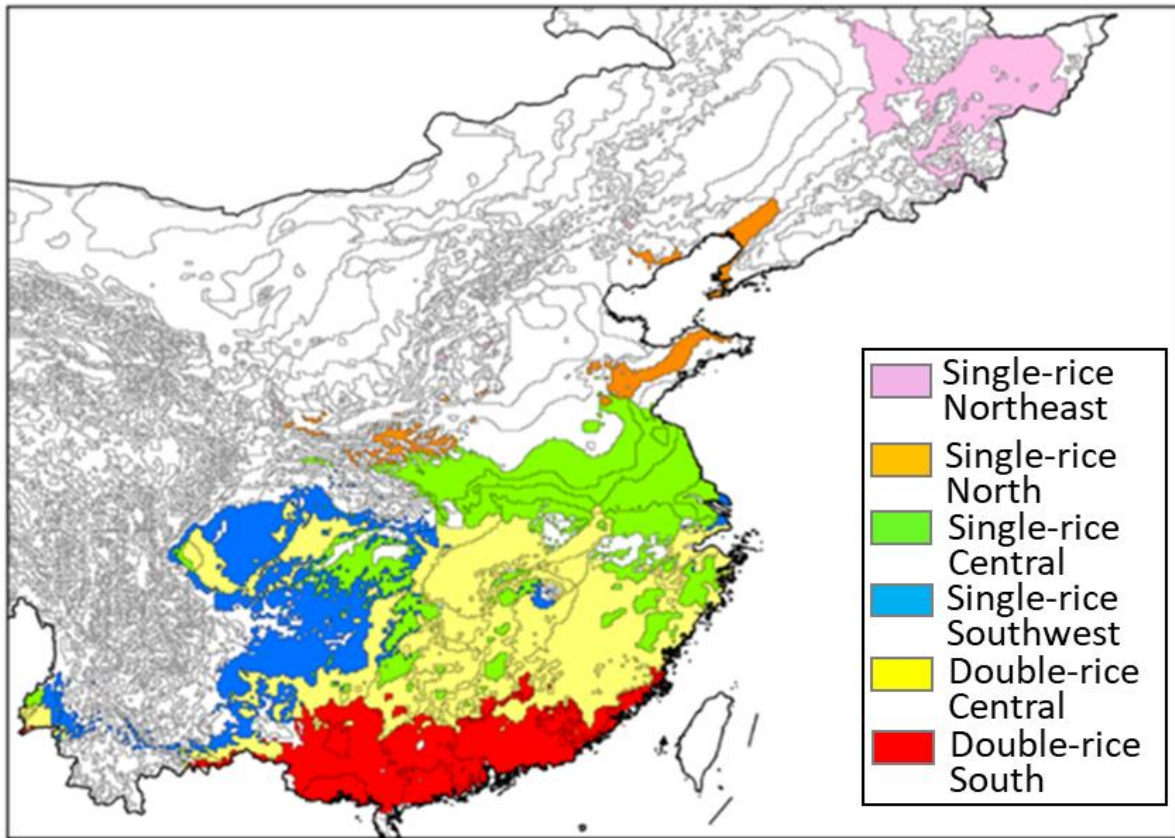 Single-rice
Northeast
Single-rice
North
Single-rice
Central
Single-rice
Southwest
Double-rice
Central
Double-rice
South